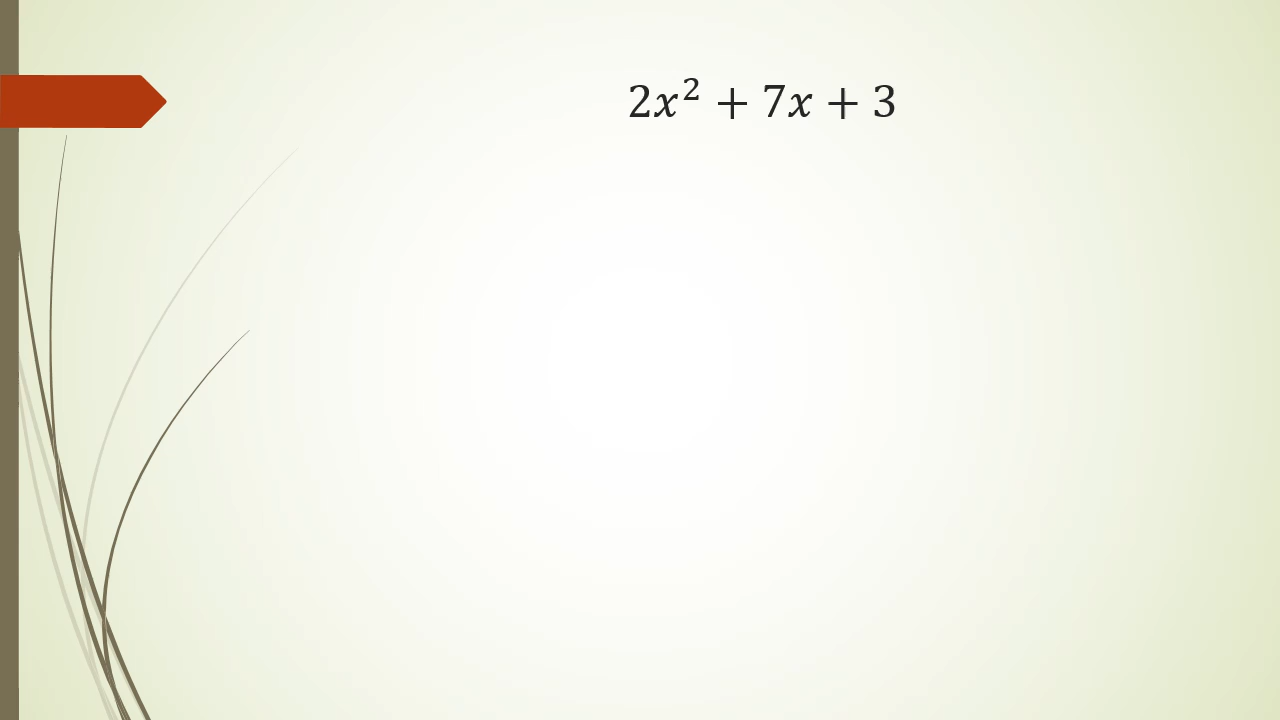 2x² + 7x + 3